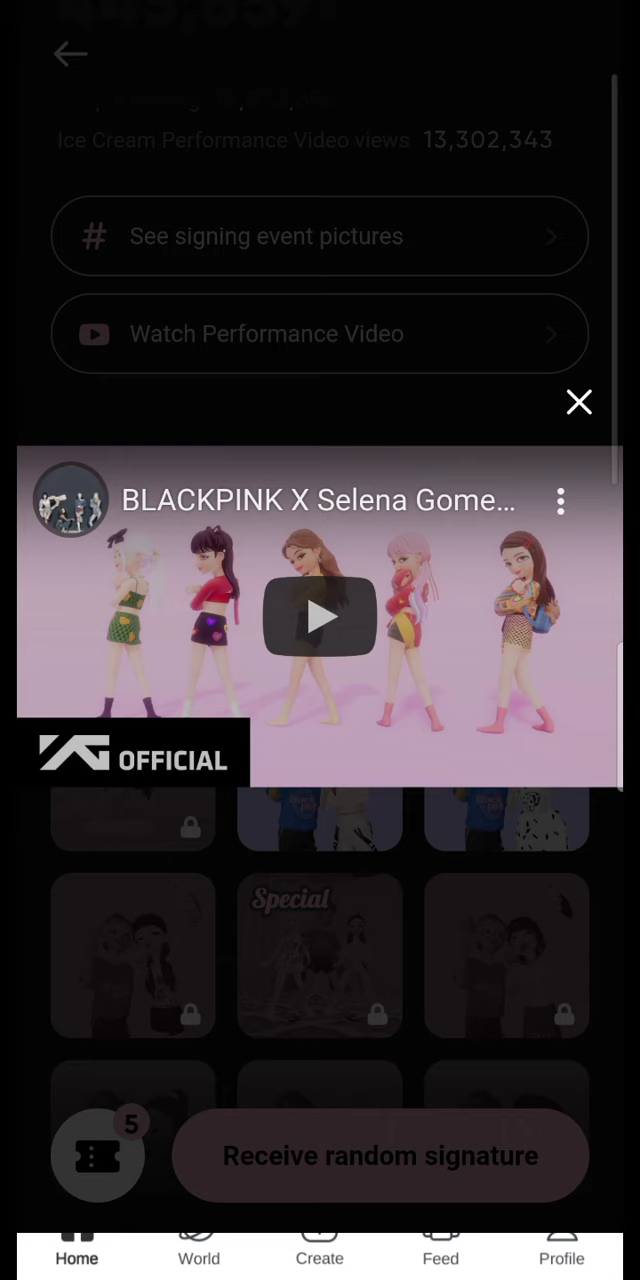 Ice Cream Performance Video views 13,302,343
# See signing event pictures
Watch Performance Video
BLACKPINK X Selena Gome...
YG OFFICIAL
Special
5
Receive random signature
Home World Create Feed Profile